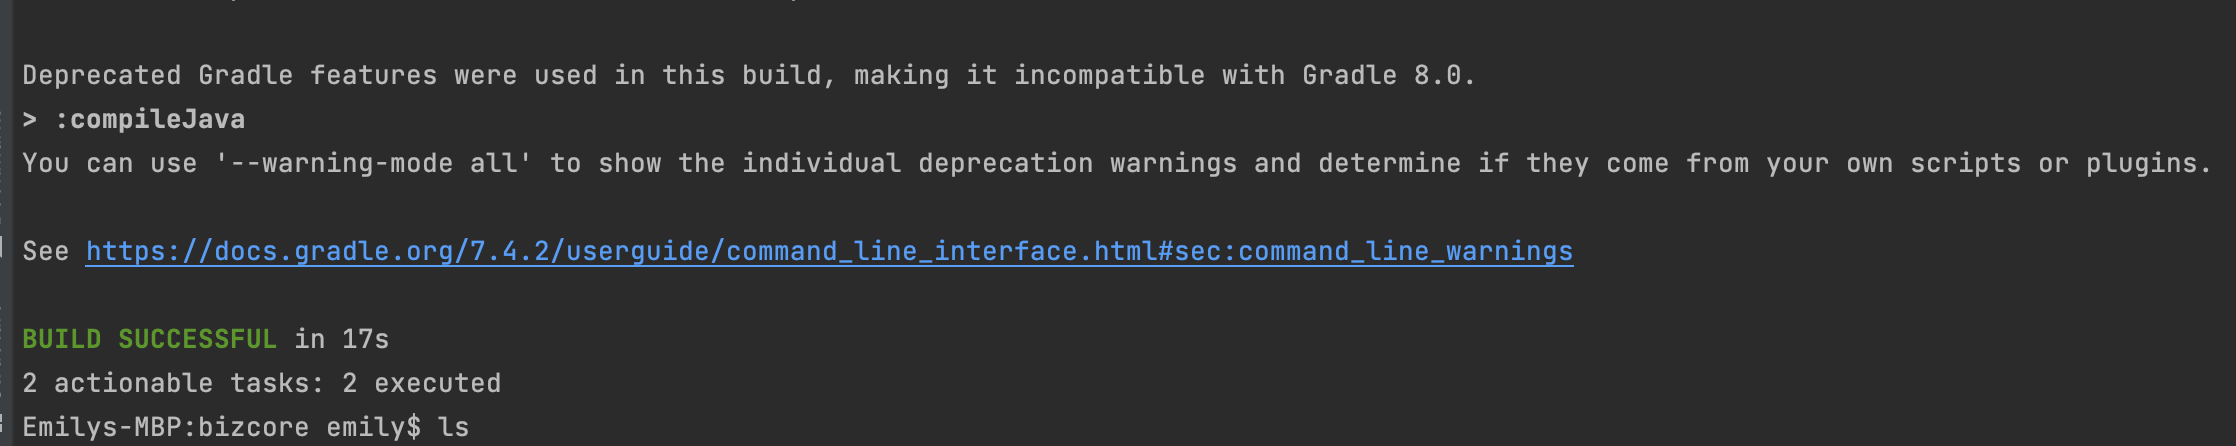 Deprecated Gradle features were used in this build, making it incompatible with Gradle 8.0.
> :compileJava
You can use '--warning-mode all' to show the individual deprecation warnings and determine if they come from your own scripts or plugins.
See https://docs.gradle.org/7.4.2/userguide/command_line_interface.html#sec:command_line_warnings
BUILD SUCCESSFUL in 17s
2 actionable tasks: 2 executed
Emilys-MBP:bizcore emily$ ls